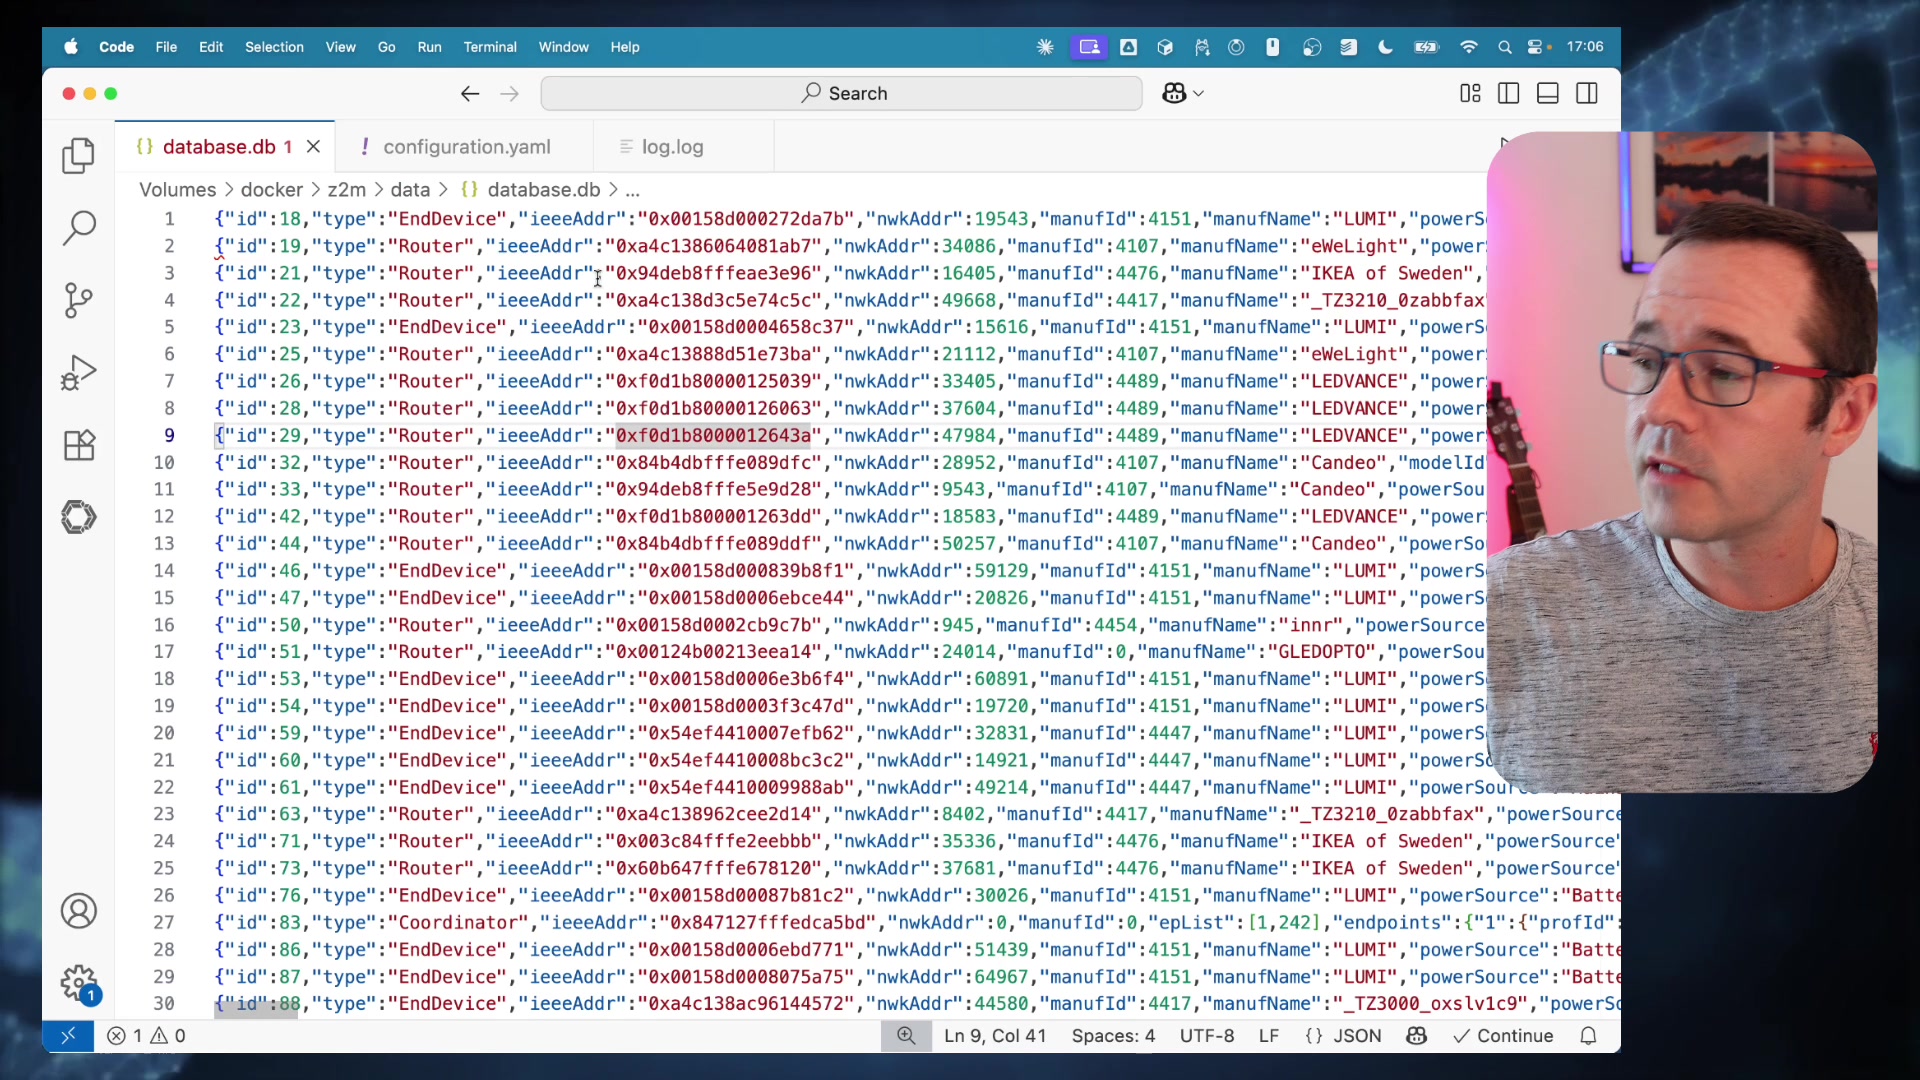 Code File Edit Selection View Go Run Terminal Window Help 17:06
Search
{} database.db 1 ! configuration.yaml log.log
Volumes > docker > z2m > data > {} database.db > ...
1 {"id":18,"type":"EndDevice","ieeeAddr":"0x00158d000272da7b","nwkAddr":19543,"manufId":4151,"manufName":"LUMI","powerS
2 {"id":19,"type":"Router","ieeeAddr":"0xa4c1386064081ab7","nwkAddr":34086,"manufId":4107,"manufName":"eWeLight","power
3 {"id":21,"type":"Router","ieeeAddr":"0x94deb8fffeae3e96","nwkAddr":16405,"manufId":4476,"manufName":"IKEA of Sweden",
4 {"id":22,"type":"Router","ieeeAddr":"0xa4c138d3c5e74c5c","nwkAddr":49668,"manufId":4417,"manufName":"_TZ3210_0zabbfax"
5 {"id":23,"type":"EndDevice","ieeeAddr":"0x00158d0004658c37","nwkAddr":15616,"manufId":4151,"manufName":"LUMI","powerS
6 {"id":25,"type":"Router","ieeeAddr":"0xa4c13888d51e73ba","nwkAddr":21112,"manufId":4107,"manufName":"eWeLight","power
7 {"id":26,"type":"Router","ieeeAddr":"0xf0d1b80000125039","nwkAddr":33405,"manufId":4489,"manufName":"LEDVANCE","power
8 {"id":28,"type":"Router","ieeeAddr":"0xf0d1b80000126063","nwkAddr":37604,"manufId":4489,"manufName":"LEDVANCE","power
9 {"id":29,"type":"Router","ieeeAddr":"0xf0d1b8000012643a","nwkAddr":47984,"manufId":4489,"manufName":"LEDVANCE","power
10 {"id":32,"type":"Router","ieeeAddr":"0x84b4dbfffe089dfc","nwkAddr":28952,"manufId":4107,"manufName":"Candeo","modelId
11 {"id":33,"type":"Router","ieeeAddr":"0x94deb8fffe5e9d28","nwkAddr":9543,"manufId":4107,"manufName":"Candeo","powerSou
12 {"id":42,"type":"Router","ieeeAddr":"0xf0d1b800001263dd","nwkAddr":18583,"manufId":4489,"manufName":"LEDVANCE","power
13 {"id":44,"type":"Router","ieeeAddr":"0x84b4dbfffe089ddf","nwkAddr":50257,"manufId":4107,"manufName":"Candeo","powerSo
14 {"id":46,"type":"EndDevice","ieeeAddr":"0x00158d000839b8f1","nwkAddr":59129,"manufId":4151,"manufName":"LUMI","powerS
15 {"id":47,"type":"EndDevice","ieeeAddr":"0x00158d0006ebce44","nwkAddr":20826,"manufId":4151,"manufName":"LUMI","powerS
16 {"id":50,"type":"Router","ieeeAddr":"0x00158d0002cb9c7b","nwkAddr":945,"manufId":4454,"manufName":"innr","powerSource
17 {"id":51,"type":"Router","ieeeAddr":"0x00124b00213eea14","nwkAddr":24014,"manufId":0,"manufName":"GLEDOPTO","powerSou
18 {"id":53,"type":"EndDevice","ieeeAddr":"0x00158d0006e3b6f4","nwkAddr":60891,"manufId":4151,"manufName":"LUMI","powerS
19 {"id":54,"type":"EndDevice","ieeeAddr":"0x00158d0003f3c47d","nwkAddr":19720,"manufId":4151,"manufName":"LUMI","powerS
20 {"id":59,"type":"EndDevice","ieeeAddr":"0x54ef4410007efb62","nwkAddr":32831,"manufId":4447,"manufName":"LUMI","powerS
21 {"id":60,"type":"EndDevice","ieeeAddr":"0x54ef4410008bc3c2","nwkAddr":14921,"manufId":4447,"manufName":"LUMI","powerS
22 {"id":61,"type":"EndDevice","ieeeAddr":"0x54ef4410009988ab","nwkAddr":49214,"manufId":4447,"manufName":"LUMI","powerSource
23 {"id":63,"type":"Router","ieeeAddr":"0xa4c138962cee2d14","nwkAddr":8402,"manufId":4417,"manufName":"_TZ3210_0zabbfax","powerSource
24 {"id":71,"type":"Router","ieeeAddr":"0x003c84fffe2eebbb","nwkAddr":35336,"manufId":4476,"manufName":"IKEA of Sweden","powerSource"
25 {"id":73,"type":"Router","ieeeAddr":"0x60b647fffe678120","nwkAddr":37681,"manufId":4476,"manufName":"IKEA of Sweden","powerSource"
26 {"id":76,"type":"EndDevice","ieeeAddr":"0x00158d00087b81c2","nwkAddr":30026,"manufId":4151,"manufName":"LUMI","powerSource":"Batte
27 {"id":83,"type":"Coordinator","ieeeAddr":"0x847127fffedca5bd","nwkAddr":0,"manufId":0,"epList":[1,242],"endpoints":{"1":{"profId":
28 {"id":86,"type":"EndDevice","ieeeAddr":"0x00158d0006ebd771","nwkAddr":51439,"manufId":4151,"manufName":"LUMI","powerSource":"Batte
29 {"id":87,"type":"EndDevice","ieeeAddr":"0x00158d0008075a75","nwkAddr":64967,"manufId":4151,"manufName":"LUMI","powerSource":"Batte
30 {"id":88,"type":"EndDevice","ieeeAddr":"0xa4c138ac96144572","nwkAddr":44580,"manufId":4417,"manufName":"_TZ3000_oxslv1c9","powerSo
1
1 0 Ln 9, Col 41 Spaces: 4 UTF-8 LF {} JSON Continue